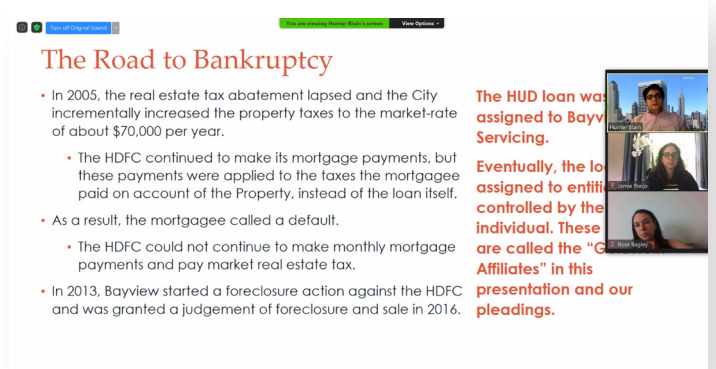 Turn off Original Sound
You are viewing Hunter Blain's screen
View Options
The Road to Bankruptcy
• In 2005, the real estate tax abatement lapsed and the City
incrementally increased the property taxes to the market-rate
of about $70,000 per year.
• The HDFC continued to make its mortgage payments, but
these payments were applied to the taxes the mortgagee
paid on account of the Property, instead of the loan itself.
• As a result, the mortgagee called a default.
• The HDFC could not continue to make monthly mortgage
payments and pay market real estate tax.
• In 2013, Bayview started a foreclosure action against the HDFC
and was granted a judgement of foreclosure and sale in 2016.
The HUD loan was
assigned to Bayv
Servicing.
Eventually, the lo
assigned to entiti
controlled by the
individual. These
are called the “G
Affiliates” in this
presentation and our
pleadings.
Hunter Blain
Jamie Poros
Rose Bagley